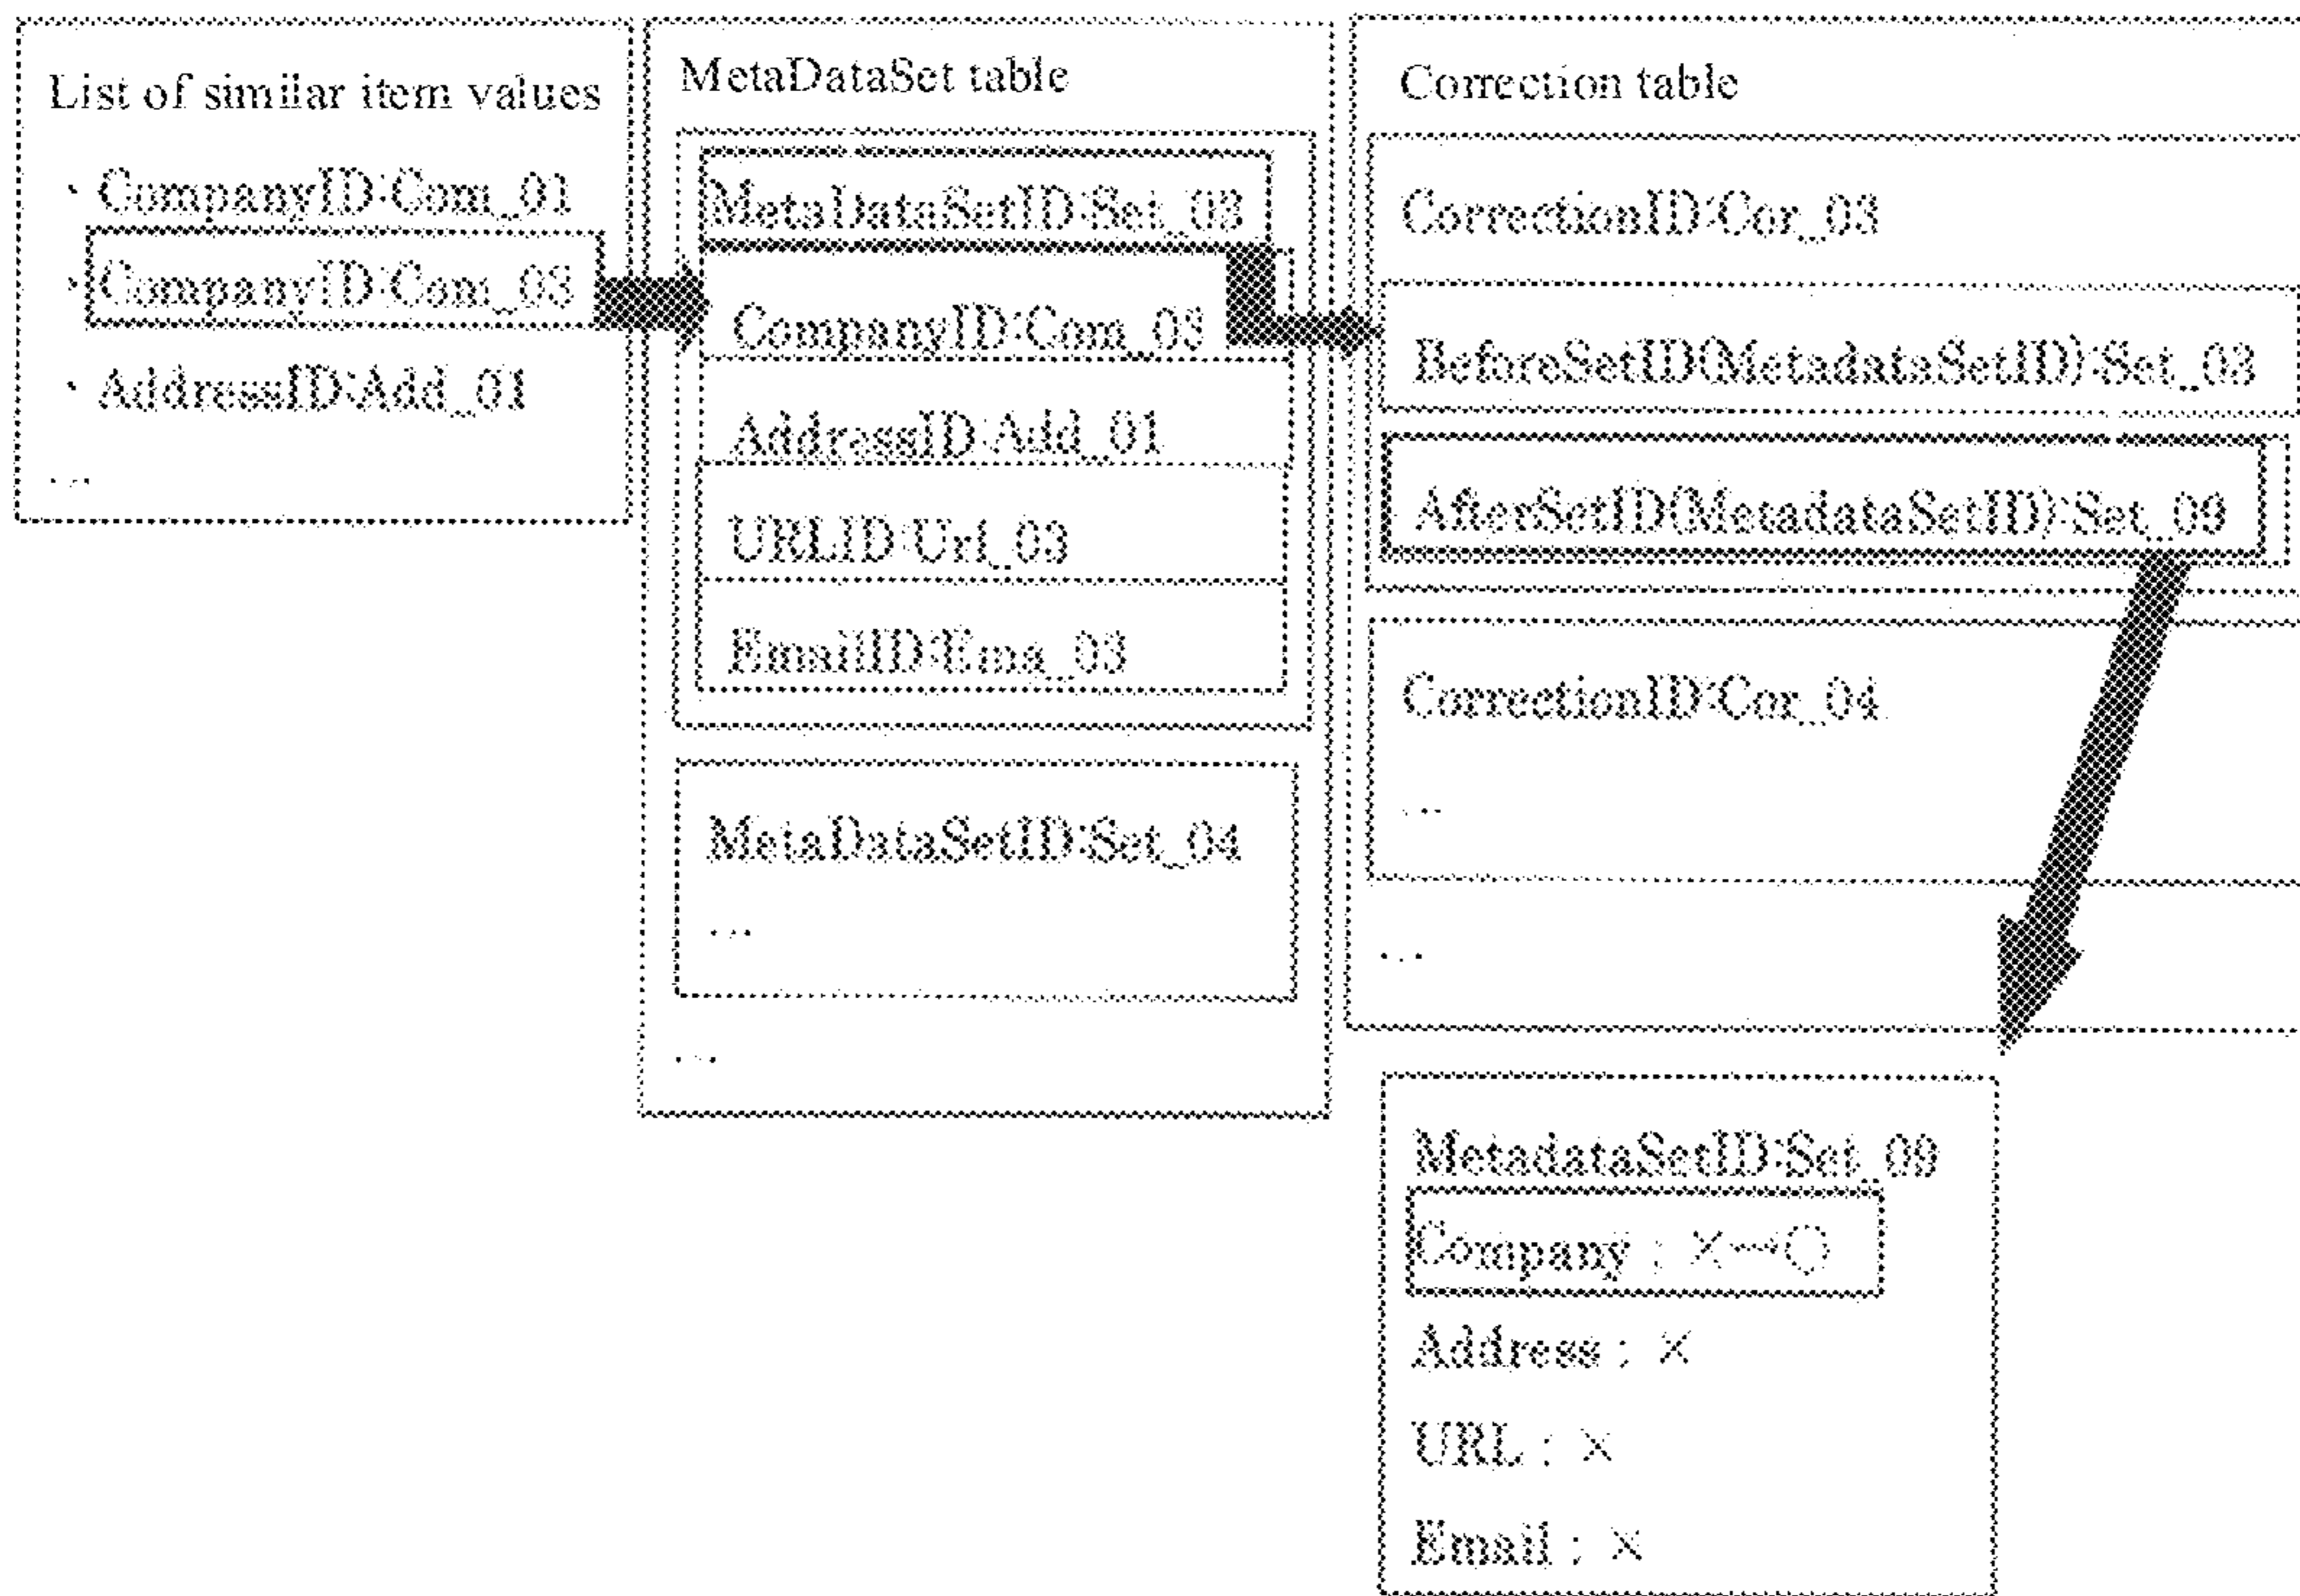 List of similar item values
· CompanyID:Com_01
· CompanyID:Com_03
· AddressID:Add_01
...
MetaDataSet table
MetaDataSetID:Set_03
CompanyID:Com_03
AddressID:Add_01
URLID:Url_03
EmailID:Ema_03
MetaDataSetID:Set_04
...
...
Correction table
CorrectionID:Cor_03
BeforeSetID(MetadataSetID):Set_03
AfterSetID(MetadataSetID):Set_09
CorrectionID:Cor_04
...
...
MetadataSetID:Set_09
Company : ×→○
Address : ×
URL : ×
Email : ×